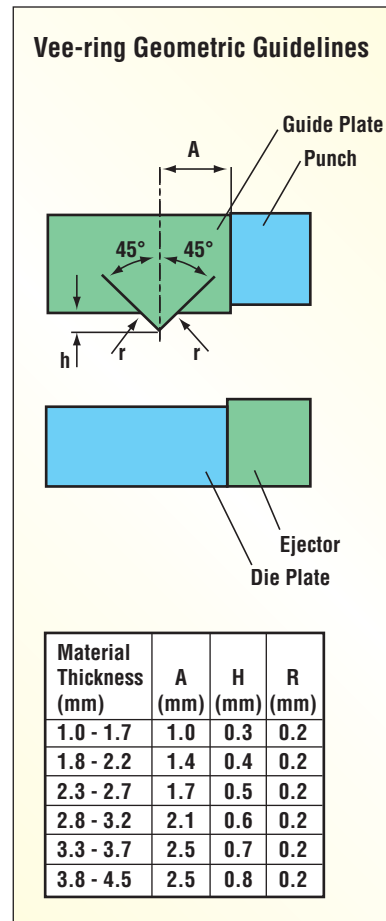 Vee-ring Geometric Guidelines
Guide Plate
A
Punch
45° 45°
h
r r
Ejector
Die Plate
Material Thickness (mm) A (mm) H (mm) R (mm)
1.0 - 1.7 1.0 0.3 0.2
1.8 - 2.2 1.4 0.4 0.2
2.3 - 2.7 1.7 0.5 0.2
2.8 - 3.2 2.1 0.6 0.2
3.3 - 3.7 2.5 0.7 0.2
3.8 - 4.5 2.5 0.8 0.2